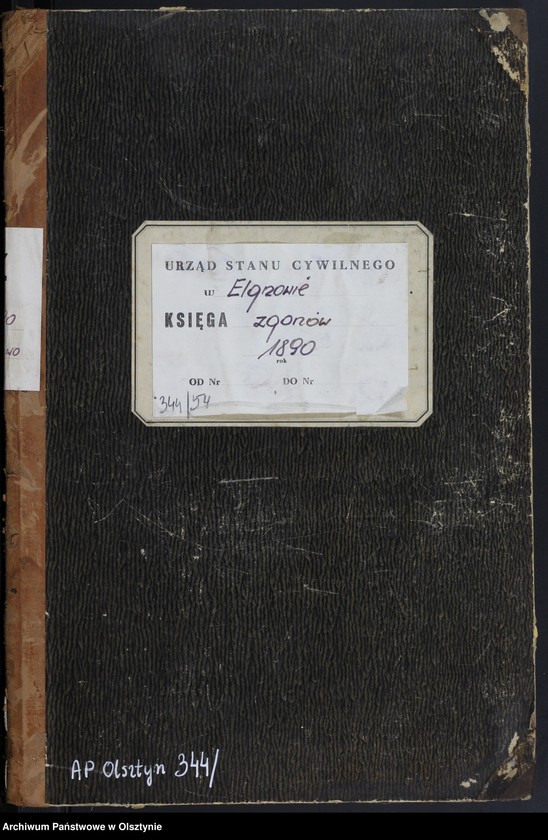 URZĄD STANU CYWILNEGO
w Elgnowie
KSIĘGA zgonów
1890
rok
OD Nr DO Nr
344/54
AP Olsztyn 344/
Archiwum Państwowe w Olsztynie